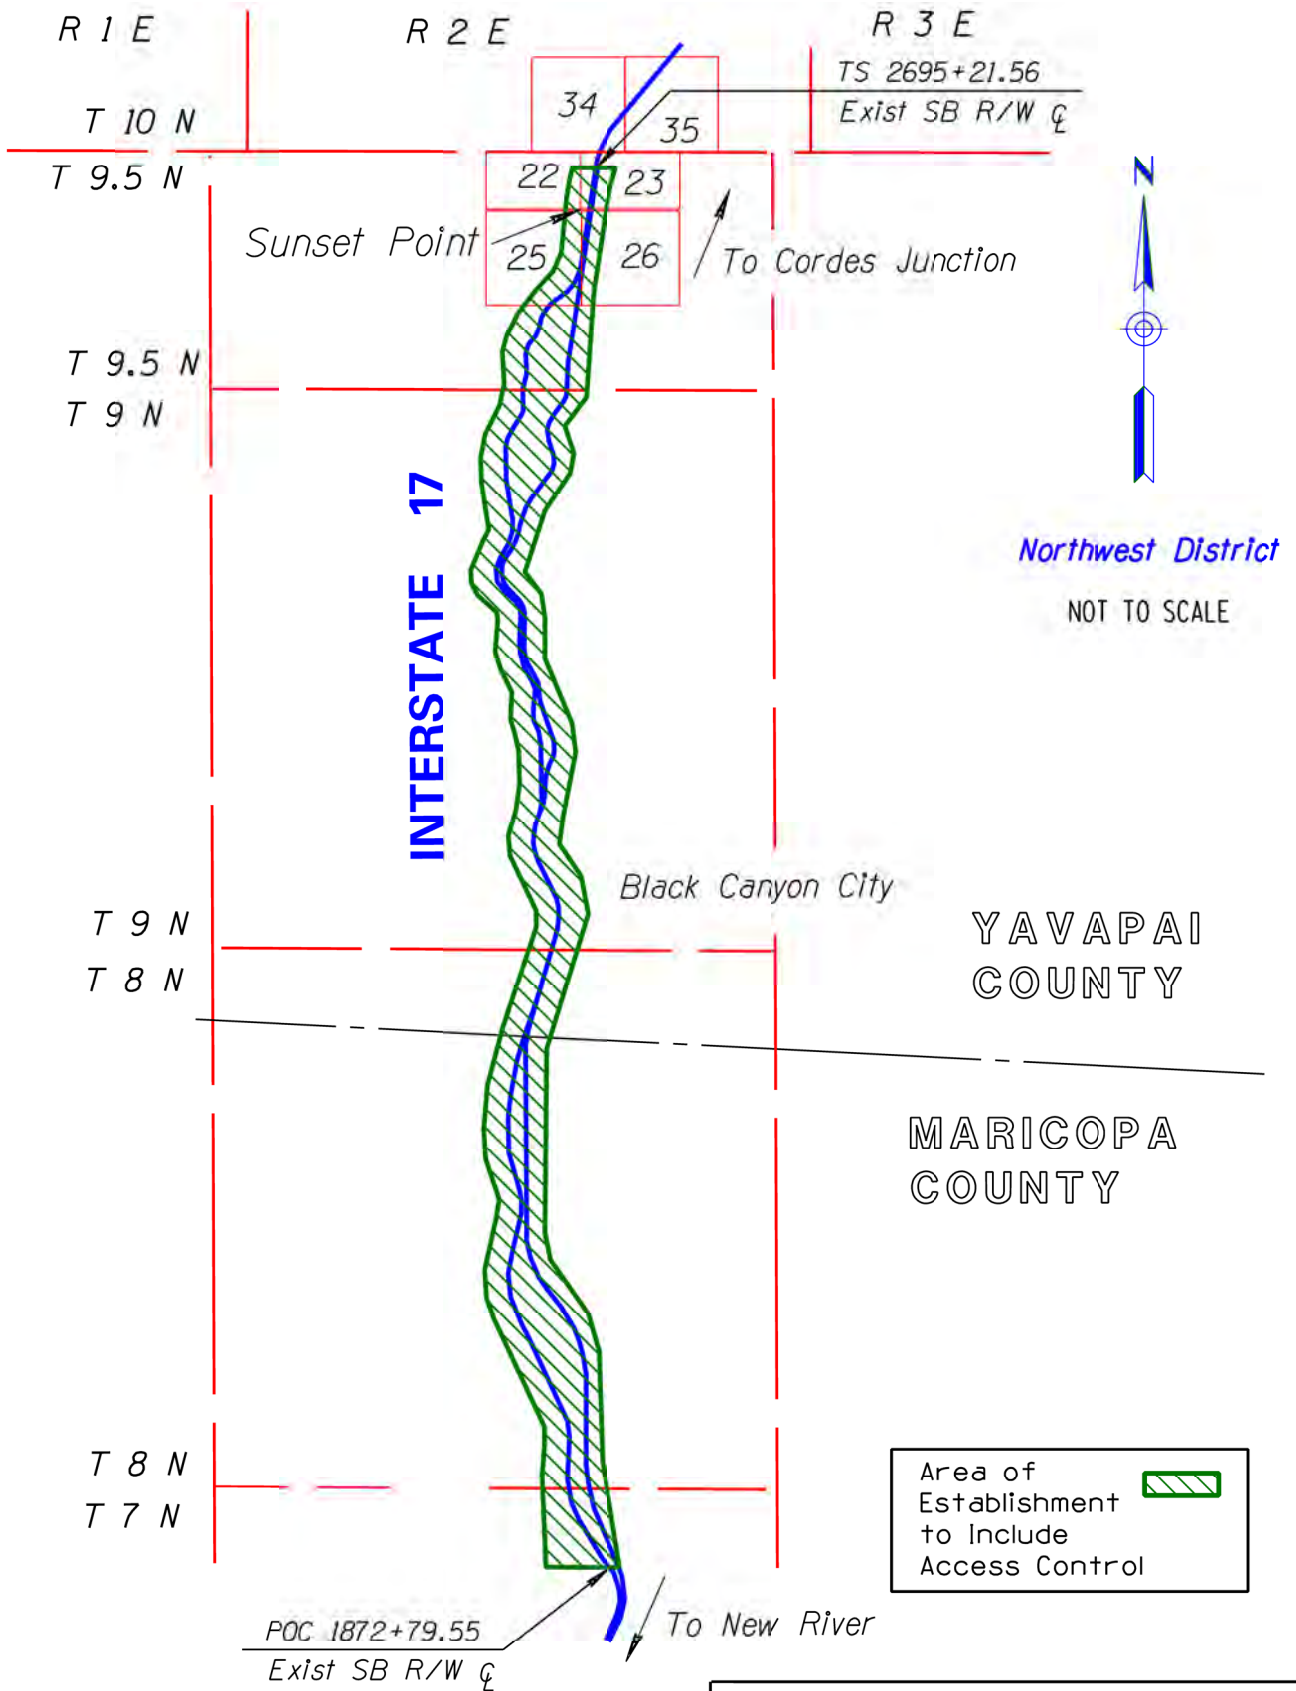 R 1 E
R 2 E
R 3 E
TS 2695+21.56
Exist SB R/W ℄
34
35
T 10 N
T 9.5 N
22
23
N
Sunset Point
25
26
To Cordes Junction
T 9.5 N
T 9 N
INTERSTATE 17
Northwest District
NOT TO SCALE
Black Canyon City
T 9 N
T 8 N
YAVAPAI
COUNTY
MARICOPA
COUNTY
T 8 N
T 7 N
Area of
Establishment
to Include
Access Control
POC 1872+79.55
Exist SB R/W ℄
To New River